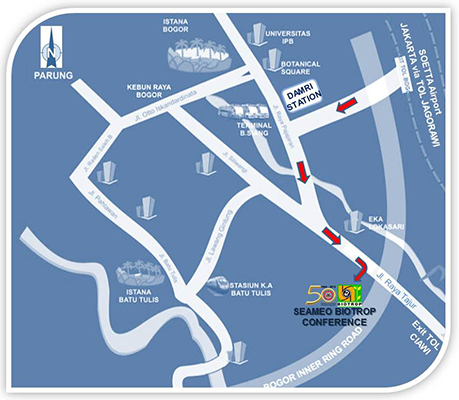 ISTANA
BOGOR
UNIVERSITAS
IPB
BOTANICAL
SQUARE
N
PARUNG
KEBUN RAYA
BOGOR
DAMRI
STATION
SOETTA Airport
JAKARTA via TOL JAGORAWI
Jl. Otto Iskandardinata
Jl. Raya Pajajaran
TERMINAL
B.SIANG
Jl. Raden Saleh B
Jl. Siliwangi
Jl. Pahlawan
Jl. Lawang Gintung
EKA
LOKASARI
Jl. Batu Tulis
ISTANA
BATU TULIS
STASIUN K.A
BATU TULIS
Jl. Raya Tajur
50
BIOTROP
SEAMEO BIOTROP
CONFERENCE
Exit TOL
CIAWI
BOGOR INNER RING ROAD